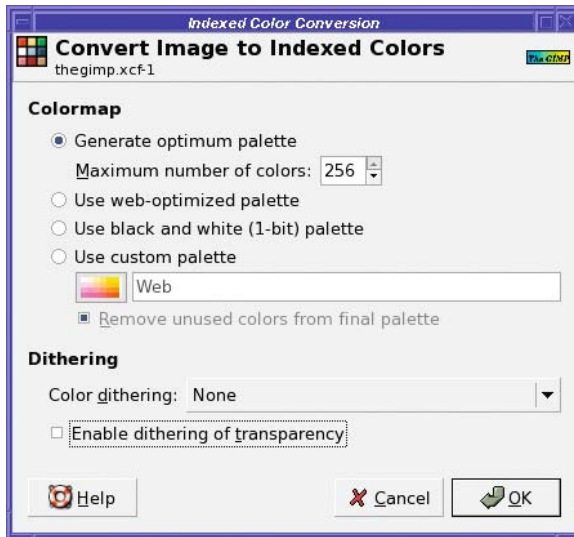 Indexed Color Conversion
Convert Image to Indexed Colors
thegimp.xcf-1
The GIMP
Colormap
Generate optimum palette
Maximum number of colors: 256
Use web-optimized palette
Use black and white (1-bit) palette
Use custom palette
Web
Remove unused colors from final palette
Dithering
Color dithering: None
Enable dithering of transparency
Help
Cancel
OK